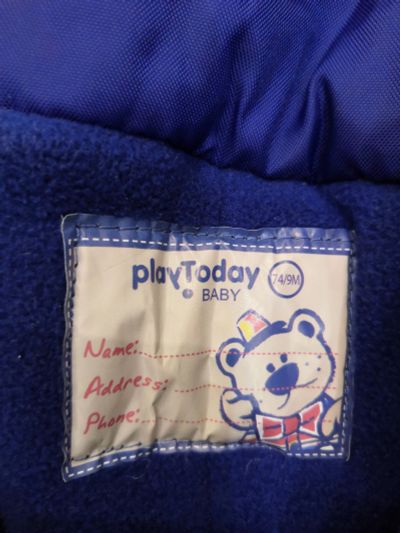 playToday
74/9M
BABY
Name:
Address:
Phone: